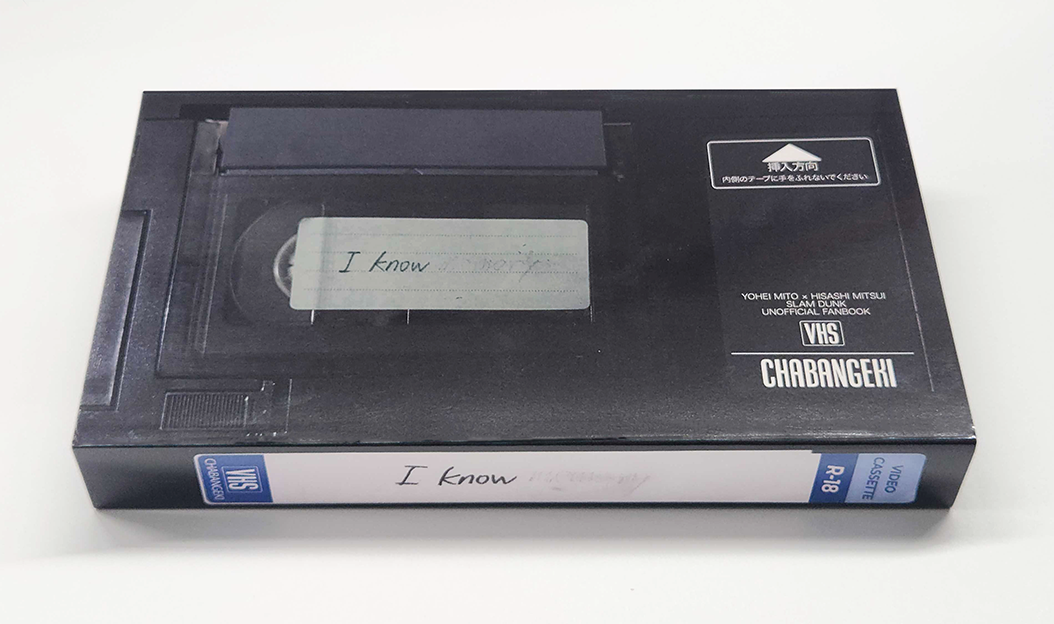 挿入方向
内側のテープに手をふれないでください
I know
YOHEI MITO × HISASHI MITSUI
SLAM DUNK
UNOFFICIAL FANBOOK
VHS
CHABANGEKI
VHS
CHABANGEKI
I know
R-18
VIDEO
CASSETTE